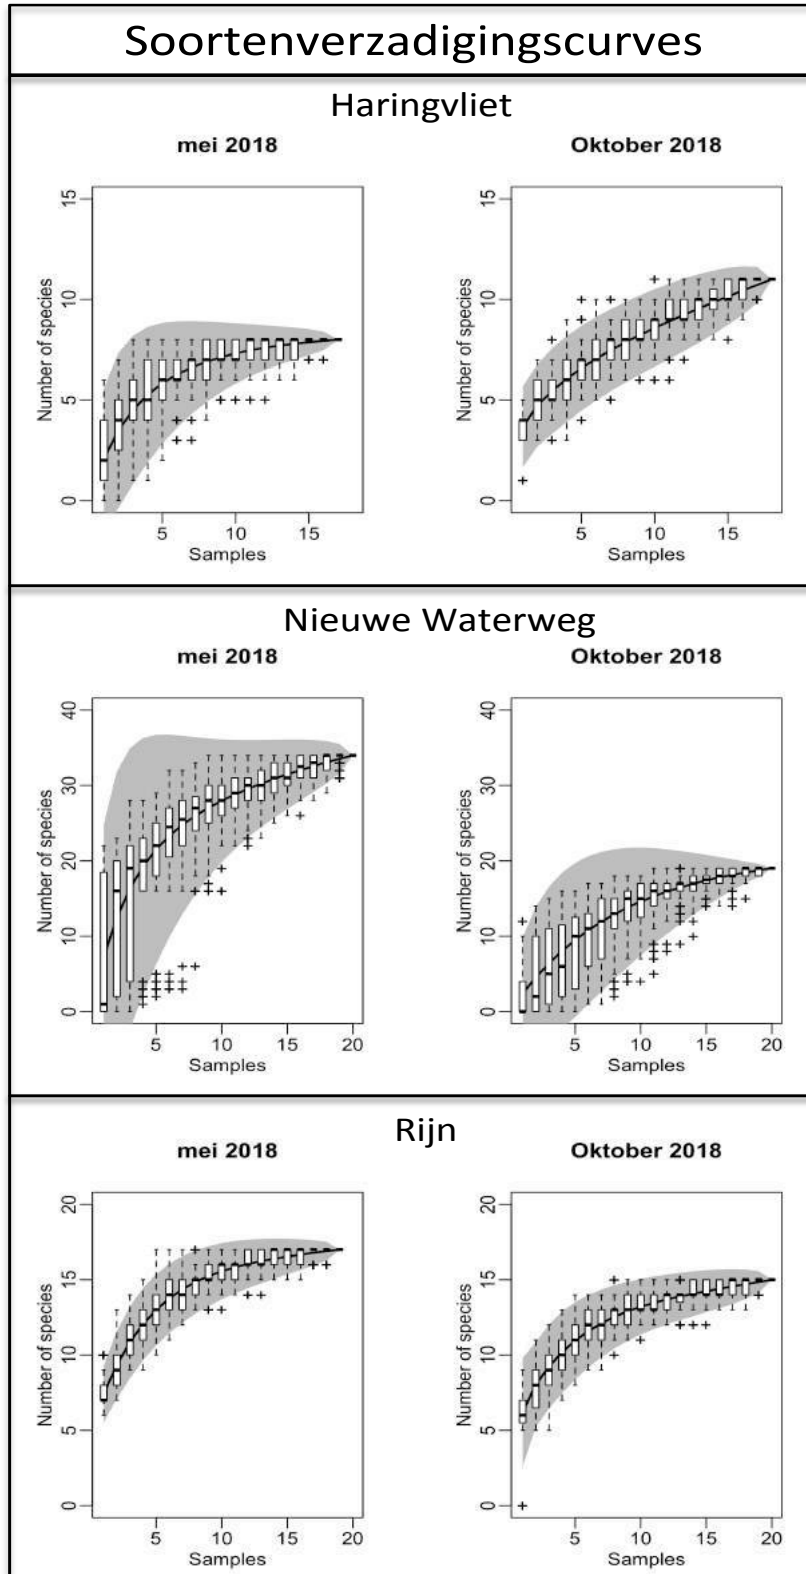 Soortenverzadigingscurves
Haringvliet
mei 2018
Oktober 2018
Number of species
0
5
10
15
5
10
15
Samples
Number of species
0
5
10
15
5
10
15
Samples
Nieuwe Waterweg
mei 2018
Oktober 2018
Number of species
0
10
20
30
40
5
10
15
20
Samples
Number of species
0
10
20
30
40
5
10
15
20
Samples
Rijn
mei 2018
Oktober 2018
Number of species
0
5
10
15
20
5
10
15
20
Samples
Number of species
0
5
10
15
20
5
10
15
20
Samples